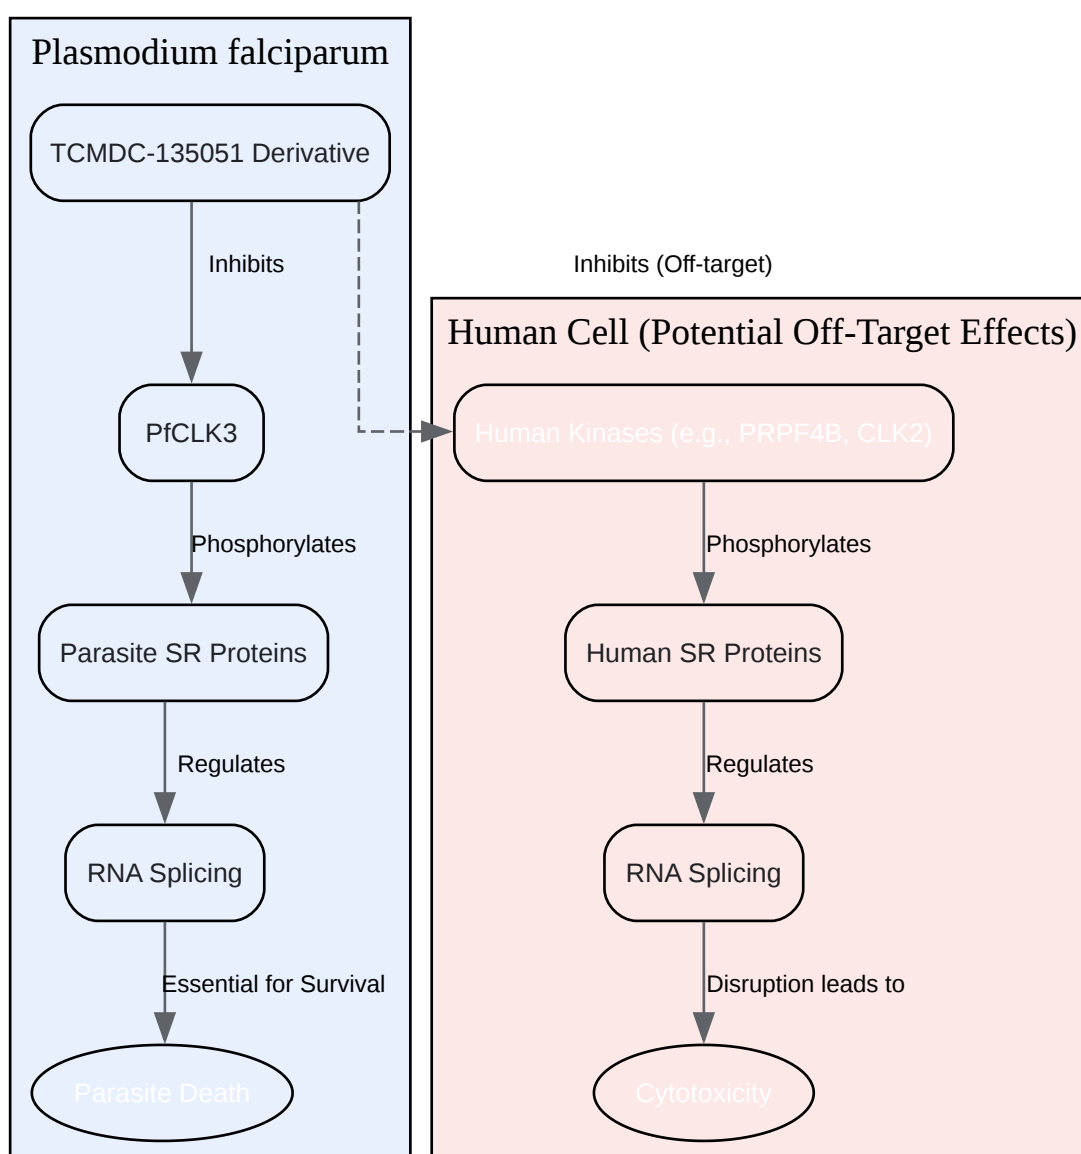 Plasmodium falciparum
TCMDC-135051 Derivative
Inhibits
PfCLK3
Phosphorylates
Parasite SR Proteins
Regulates
RNA Splicing
Essential for Survival
Parasite Death
Inhibits (Off-target)
Human Cell (Potential Off-Target Effects)
Human Kinases (e.g., PRPF4B, CLK2)
Phosphorylates
Human SR Proteins
Regulates
RNA Splicing
Disruption leads to
Cytotoxicity